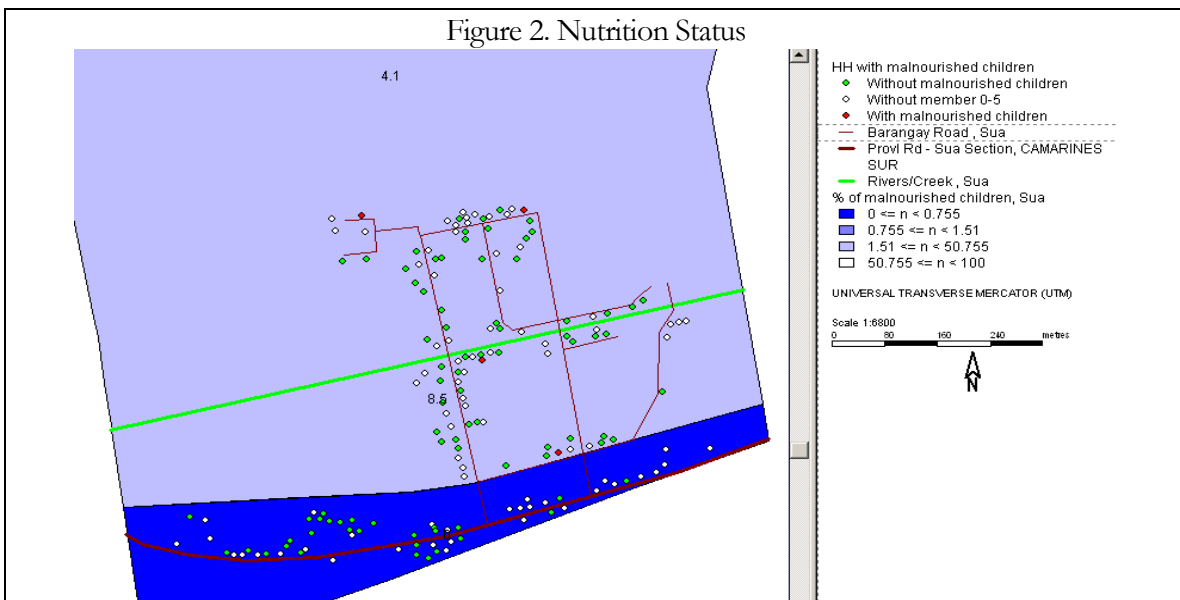 Figure 2. Nutrition Status
4.1
8.5
0
HH with malnourished children
Without malnourished children
Without member 0-5
With malnourished children
Barangay Road , Sua
Provl Rd - Sua Section, CAMARINES
SUR
Rivers/Creek , Sua
% of malnourished children, Sua
0 <= n < 0.755
0.755 <= n < 1.51
1.51 <= n < 50.755
50.755 <= n < 100
UNIVERSAL TRANSVERSE MERCATOR (UTM)
Scale 1:6800
0 80 160 240 metres
N